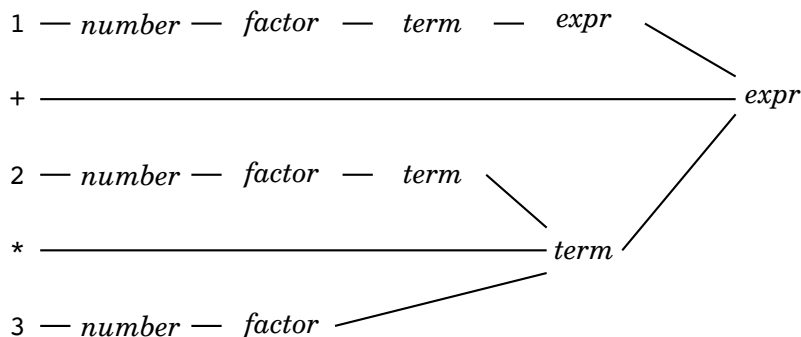 1 number factor term expr
+ expr
2 number factor term
* term
3 number factor